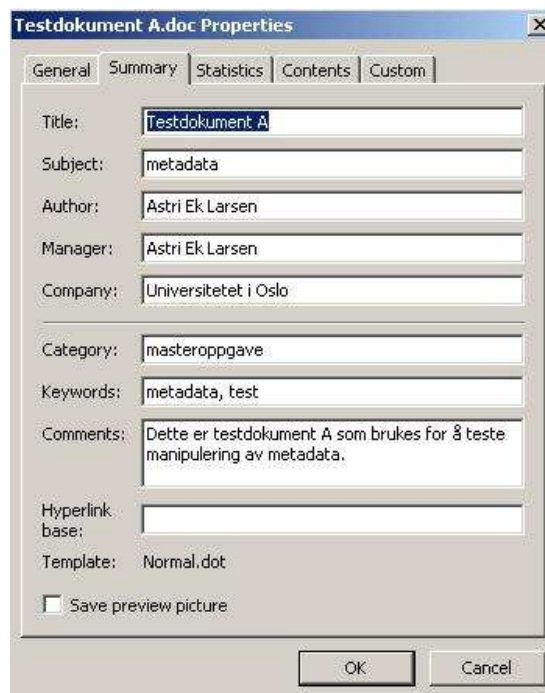 Testdokument A.doc Properties
General Summary Statistics Contents Custom
Title: Testdokument A
Subject: metadata
Author: Astri Ek Larsen
Manager: Astri Ek Larsen
Company: Universitetet i Oslo
Category: masteroppgave
Keywords: metadata, test
Comments: Dette er testdokument A som brukes for å teste
manipulering av metadata.
Hyperlink
base:
Template: Normal.dot
Save preview picture
OK Cancel